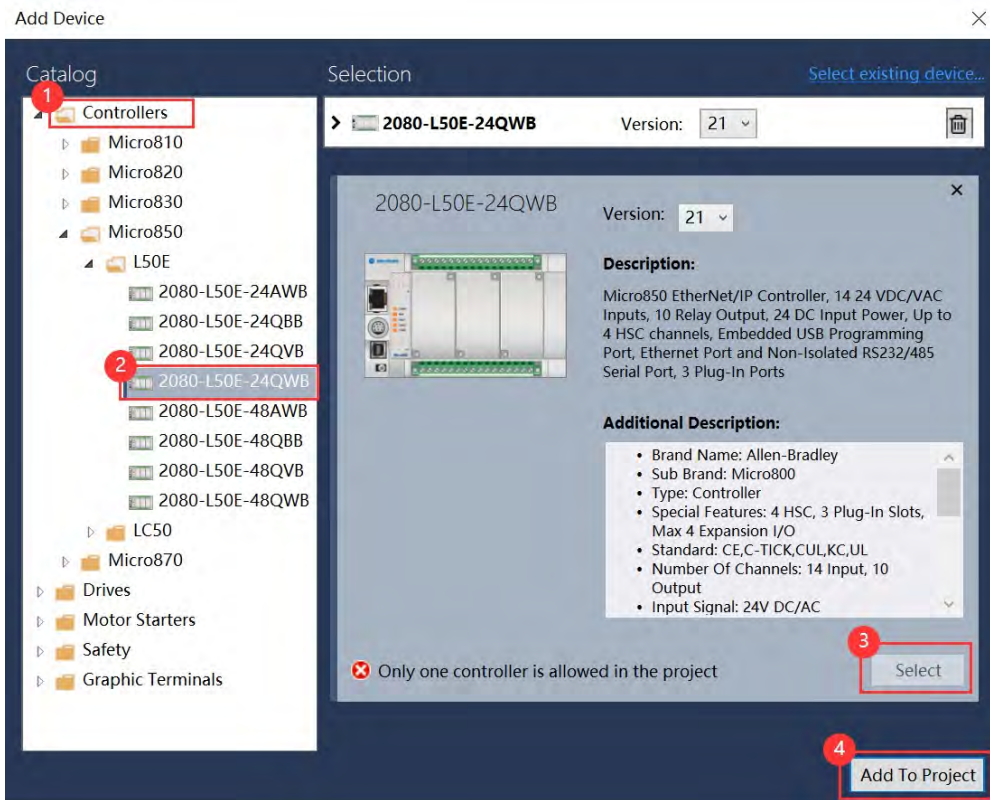 Add Device
Catalog
Selection
Select existing device...
1
Controllers
Micro810
Micro820
Micro830
Micro850
L50E
2080-L50E-24AWB
2080-L50E-24QBB
2080-L50E-24QVB
2
2080-L50E-24QWB
2080-L50E-48AWB
2080-L50E-48QBB
2080-L50E-48QVB
2080-L50E-48QWB
LC50
Micro870
Drives
Motor Starters
Safety
Graphic Terminals
2080-L50E-24QWB
Version: 21
2080-L50E-24QWB
Version: 21
Description:
Micro850 EtherNet/IP Controller, 14 24 VDC/VAC
Inputs, 10 Relay Output, 24 DC Input Power, Up to
4 HSC channels, Embedded USB Programming
Port, Ethernet Port and Non-Isolated RS232/485
Serial Port, 3 Plug-In Ports
Additional Description:
• Brand Name: Allen-Bradley
• Sub Brand: Micro800
• Type: Controller
• Special Features: 4 HSC, 3 Plug-In Slots,
Max 4 Expansion I/O
• Standard: CE,C-TICK,CUL,KC,UL
• Number Of Channels: 14 Input, 10
Output
• Input Signal: 24V DC/AC
Only one controller is allowed in the project
3
Select
4
Add To Project